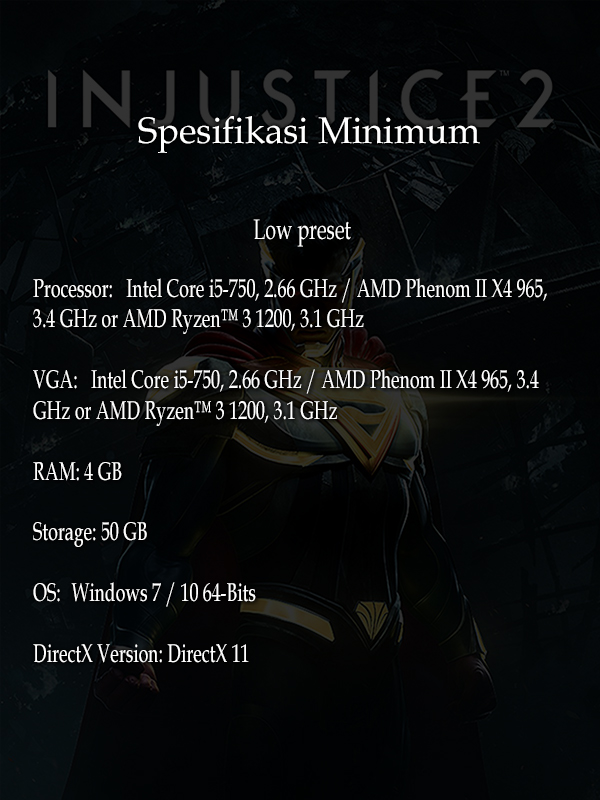 INJUSTICE™2
Spesifikasi Minimum
Low preset
Processor: Intel Core i5-750, 2.66 GHz / AMD Phenom II X4 965,
3.4 GHz or AMD Ryzen™ 3 1200, 3.1 GHz
VGA: Intel Core i5-750, 2.66 GHz / AMD Phenom II X4 965, 3.4
GHz or AMD Ryzen™ 3 1200, 3.1 GHz
RAM: 4 GB
Storage: 50 GB
OS: Windows 7 / 10 64-Bits
DirectX Version: DirectX 11